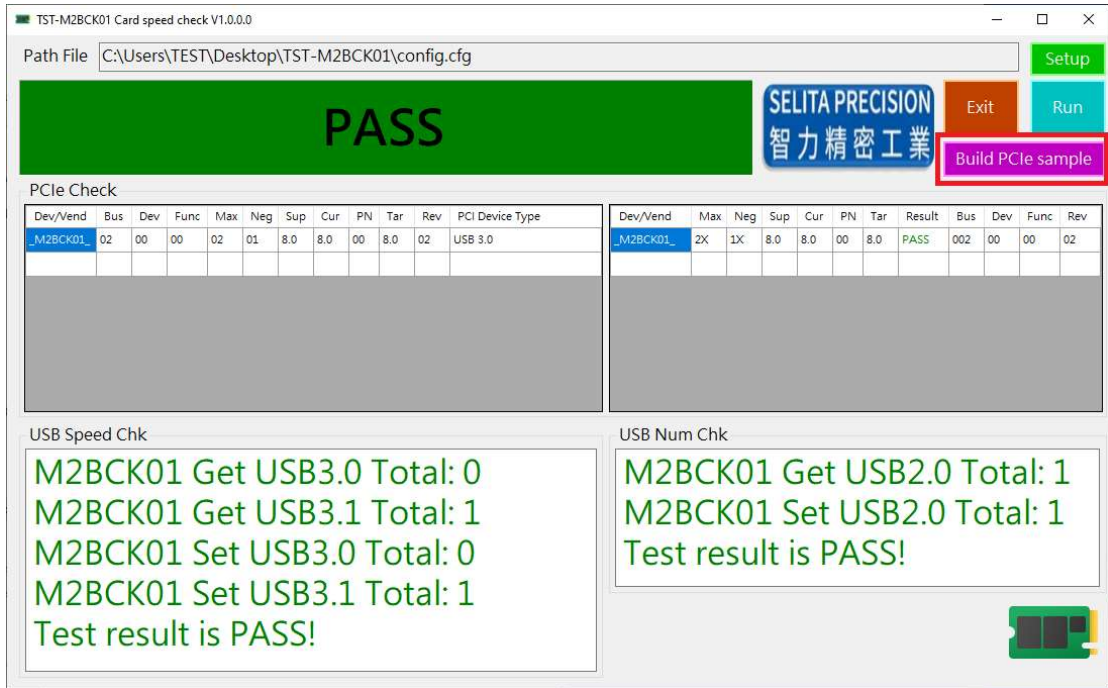 TST-M2BCK01 Card speed check V1.0.0.0
Path File C:\Users\TEST\Desktop\TST-M2BCK01\config.cfg
Setup
PASS
SELITA PRECISION
智力精密工業
Exit
Run
Build PCIe sample
PCIe Check
Dev/Vend Bus Dev Func Max Neg Sup Cur PN Tar Rev PCI Device Type
_M2BCK01_ 02 00 00 02 01 8.0 8.0 00 8.0 02 USB 3.0
Dev/Vend Max Neg Sup Cur PN Tar Result Bus Dev Func Rev
_M2BCK01_ 2X 1X 8.0 8.0 00 8.0 PASS 002 00 00 02
USB Speed Chk
M2BCK01 Get USB3.0 Total: 0
M2BCK01 Get USB3.1 Total: 1
M2BCK01 Set USB3.0 Total: 0
M2BCK01 Set USB3.1 Total: 1
Test result is PASS!
USB Num Chk
M2BCK01 Get USB2.0 Total: 1
M2BCK01 Set USB2.0 Total: 1
Test result is PASS!